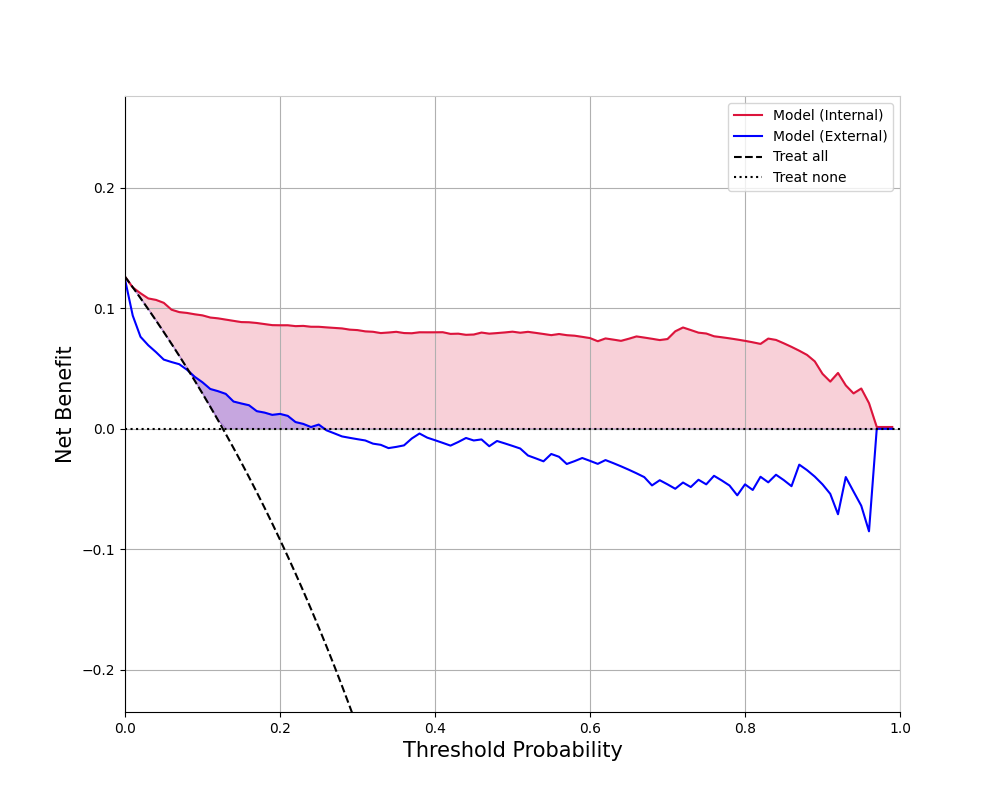 Model (Internal)
Model (External)
Treat all
Treat none
Net Benefit
0.2
0.1
0.0
−0.1
−0.2
0.0 0.2 0.4 0.6 0.8 1.0
Threshold Probability